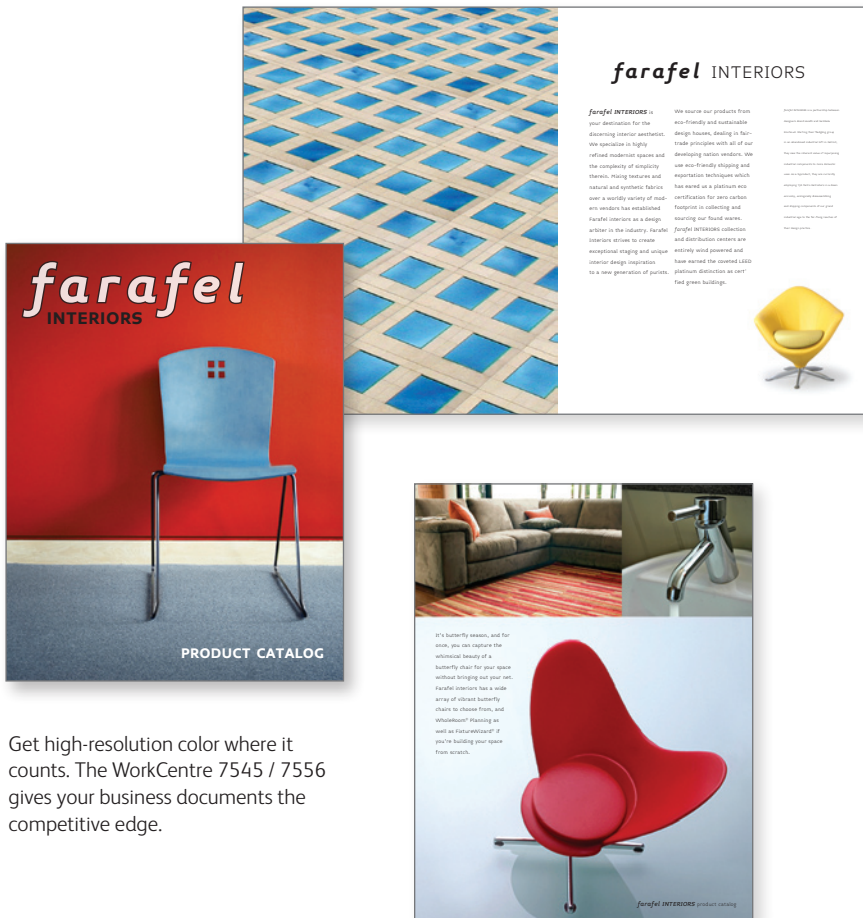 farafel INTERIORS
farafel INTERIORS is
your destination for the
discerning interior aesthetist.
We specialize in highly
refined modernist spaces and
the complexity of simplicity
therein. Mixing textures and
natural and synthetic fabrics
over a worldly variety of mod-
ern vendors has established
Farafel interiors as a design
arbiter in the industry. Farafel
Interiors strives to create
exceptional staging and unique
interior design inspiration
to a new generation of purists.
We source our products from
eco-friendly and sustainable
design houses, dealing in fair-
trade principles with all of our
developing nation vendors. We
use eco-friendly shipping and
exportation techniques which
has eared us a platinum eco
certification for zero carbon
footprint in collecting and
sourcing our found wares.
farafel INTERIORS collection
and distribution centers are
entirely wind powered and
have earned the coveted LEED
platinum distinction as cert'
fied green buildings.
farafel
INTERIORS
PRODUCT CATALOG
It's butterfly season, and for
once, you can capture the
whimsical beauty of a
butterfly chair for your space
without bringing out your net.
Farafel Interiors has a wide
array of vibrant butterfly
chairs to choose from, and
WholeRoom® Planning as
well as FixtureWizard® if
you're building your space
from scratch.
farafel INTERIORS product catalog
Get high-resolution color where it
counts. The WorkCentre 7545 / 7556
gives your business documents the
competitive edge.